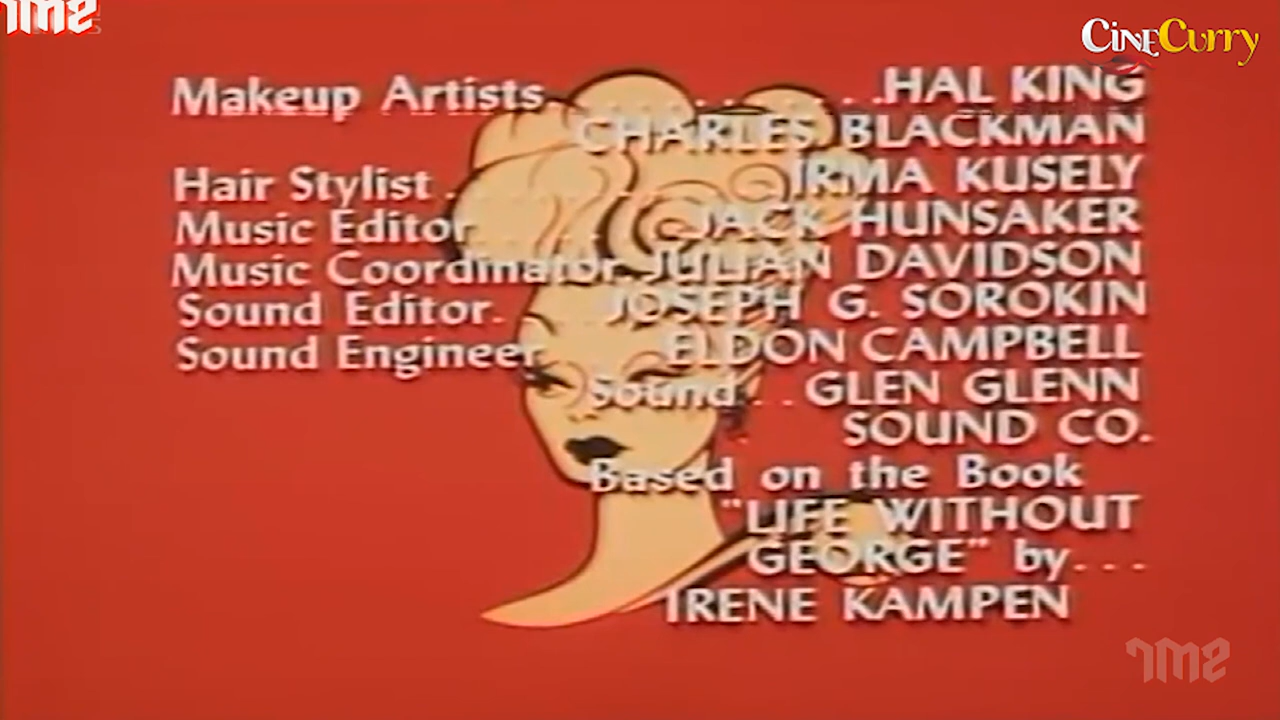 CINECurry
Makeup Artists. . . . . . . . . . . .HAL KING
CHARLES BLACKMAN
Hair Stylist . IRMA KUSELY
Music Editor. . . . JACK HUNSAKER
Music Coordinator JULIAN DAVIDSON
Sound Editor. JOSEPH G. SOROKIN
Sound Engineer ELDON CAMPBELL
Sound. . . GLEN GLENN
SOUND CO.
Based on the Book
"LIFE WITHOUT
GEORGE" by. . .
IRENE KAMPEN